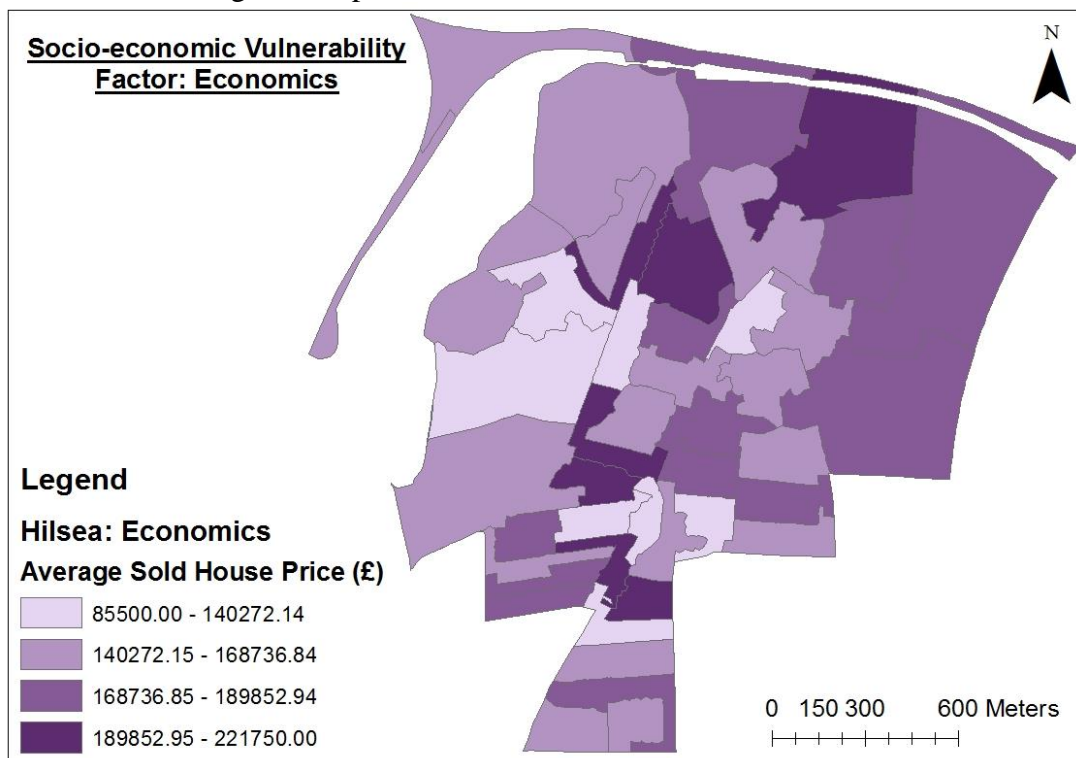 Socio-economic Vulnerability
Factor: Economics
N
Legend
Hilsea: Economics
Average Sold House Price (£)
85500.00 - 140272.14
140272.15 - 168736.84
168736.85 - 189852.94
189852.95 - 221750.00
0 150 300 600 Meters